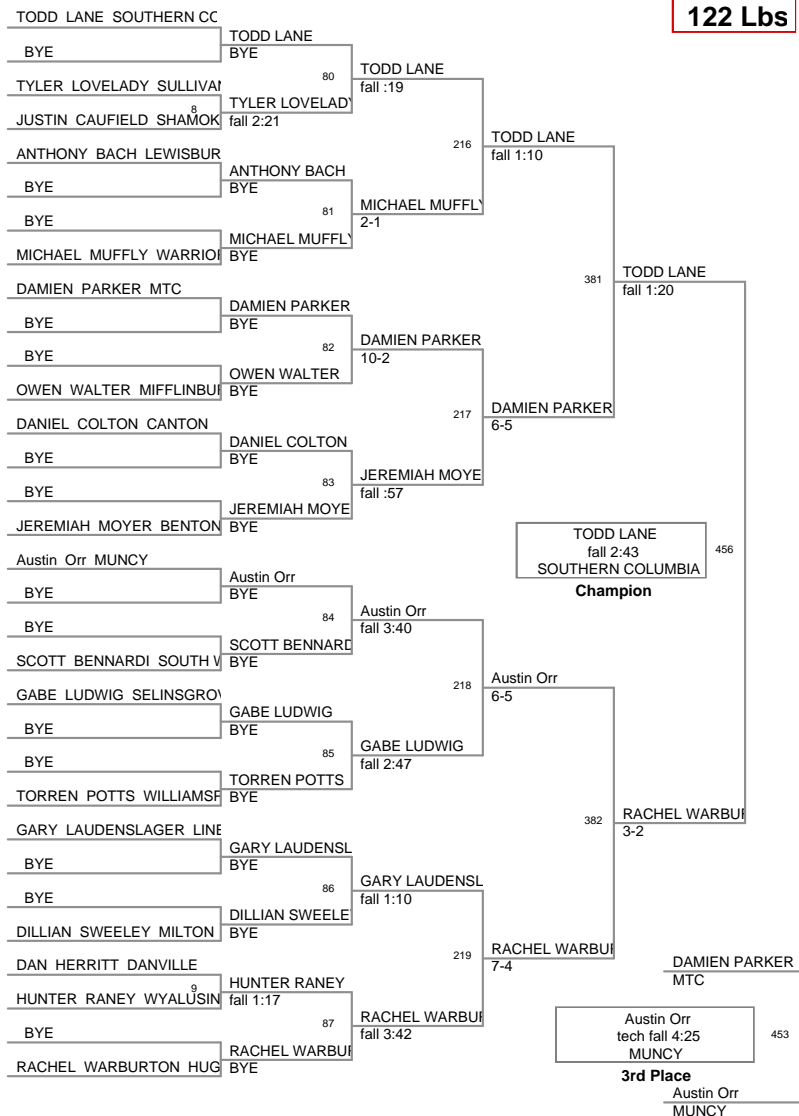 122 Lbs
TODD LANE SOUTHERN CC
BYE
TYLER LOVELADY SULLIVAN
8
JUSTIN CAUFIELD SHAMOK
ANTHONY BACH LEWISBUR
BYE
BYE
MICHAEL MUFFLY WARRIOR
DAMIEN PARKER MTC
BYE
BYE
OWEN WALTER MIFFLINBUR
DANIEL COLTON CANTON
BYE
BYE
JEREMIAH MOYER BENTON
Austin Orr MUNCY
BYE
BYE
SCOTT BENNARDI SOUTH W
GABE LUDWIG SELINSGROV
BYE
BYE
TORREN POTTS WILLIAMSP
GARY LAUDENSLAGER LINE
BYE
BYE
DILLIAN SWEELEY MILTON
DAN HERRITT DANVILLE
9
HUNTER RANEY WYALUSIN
BYE
RACHEL WARBURTON HUG
TODD LANE
BYE
80
TYLER LOVELADY
fall 2:21
ANTHONY BACH
BYE
81
MICHAEL MUFFLY
BYE
DAMIEN PARKER
BYE
82
OWEN WALTER
BYE
DANIEL COLTON
BYE
83
JEREMIAH MOYE
BYE
Austin Orr
BYE
84
SCOTT BENNARD
BYE
GABE LUDWIG
BYE
85
TORREN POTTS
BYE
GARY LAUDENSL
BYE
86
DILLIAN SWEELEY
BYE
HUNTER RANEY
fall 1:17
87
RACHEL WARBUR
BYE
TODD LANE
fall :19
216
MICHAEL MUFFLY
2-1
DAMIEN PARKER
10-2
217
JEREMIAH MOYE
fall :57
Austin Orr
fall 3:40
218
GABE LUDWIG
fall 2:47
GARY LAUDENSL
fall 1:10
219
RACHEL WARBUR
fall 3:42
TODD LANE
fall 1:10
381
DAMIEN PARKER
6-5
Austin Orr
6-5
382
RACHEL WARBUR
7-4
TODD LANE
fall 1:20
RACHEL WARBUR
3-2
TODD LANE
fall 2:43
SOUTHERN COLUMBIA
456
Champion
DAMIEN PARKER
MTC
Austin Orr
tech fall 4:25
MUNCY
453
3rd Place
Austin Orr
MUNCY